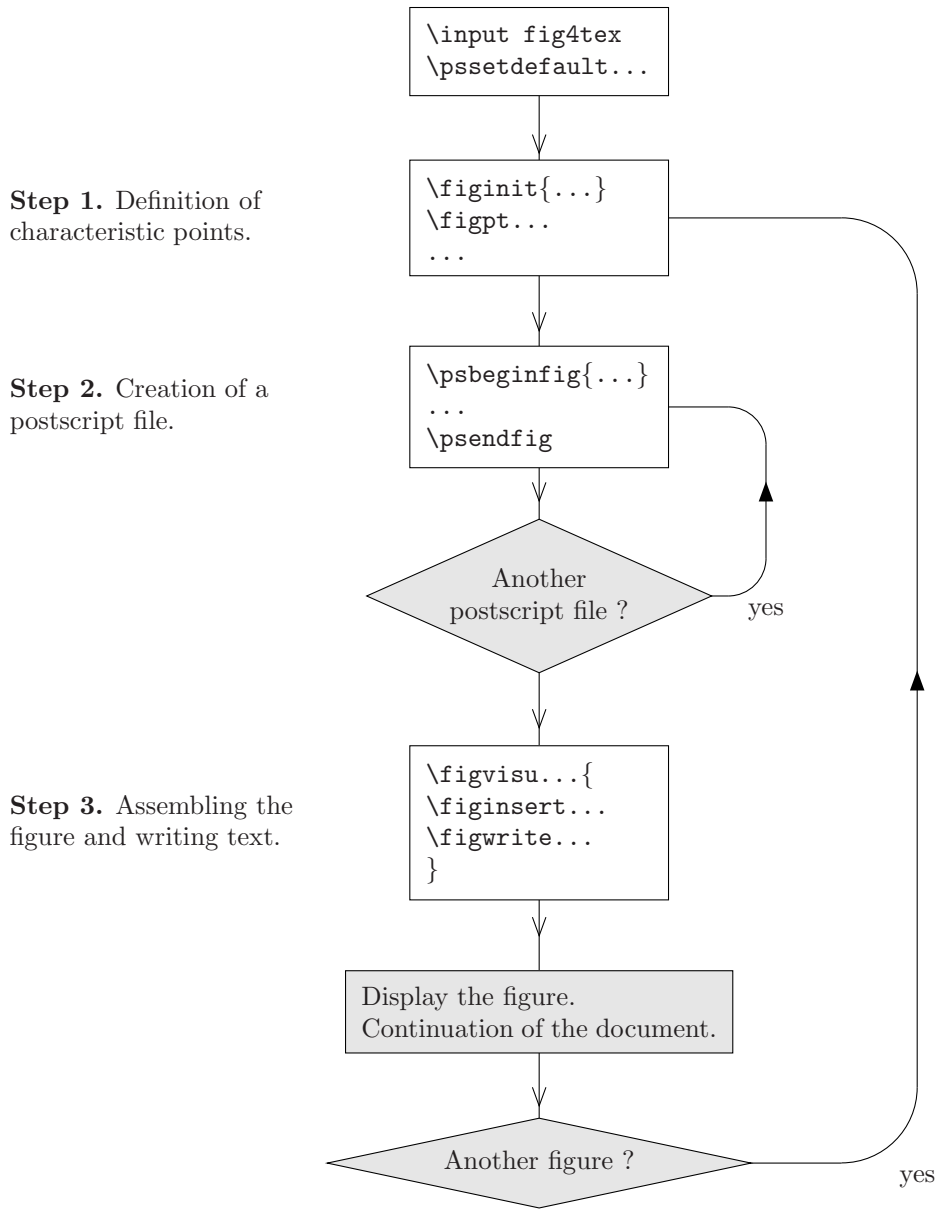 \input fig4tex
\pssetdefault...
Step 1. Definition of
characteristic points.
\figinit{...}
\figpt...
...
Step 2. Creation of a
postscript file.
\psbeginfig{...}
...
\psendfig
Another
postscript file ?
yes
Step 3. Assembling the
figure and writing text.
\figvisu...{
\figinsert...
\figwrite...
}
Display the figure.
Continuation of the document.
Another figure ?
yes